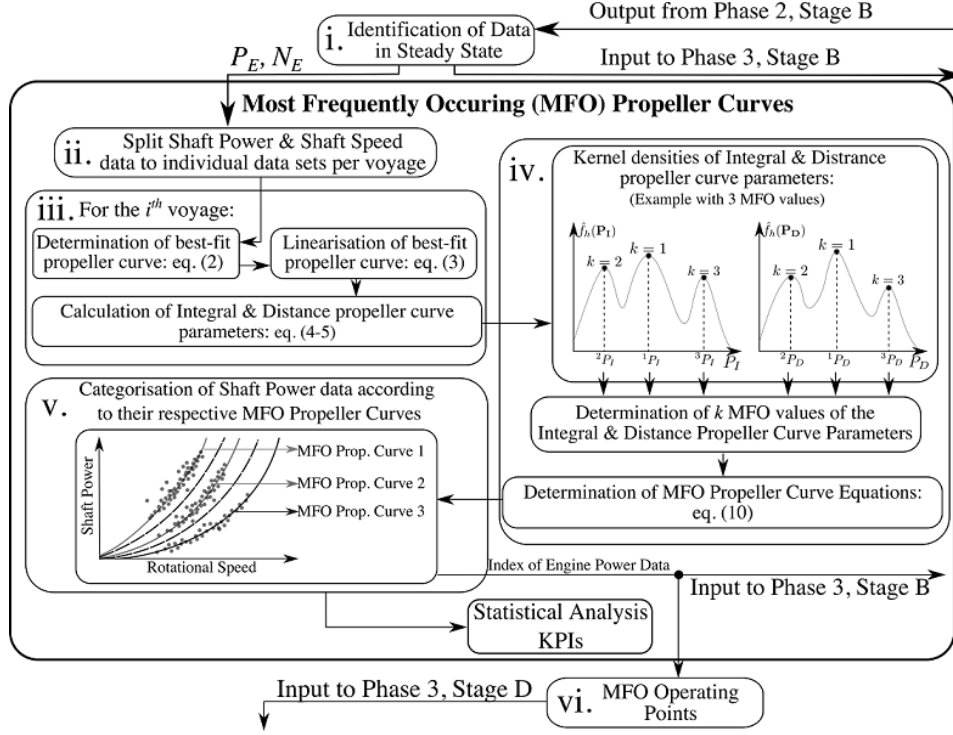 Output from Phase 2, Stage B
i. Identification of Data
in Steady State
P_E, N_E
Input to Phase 3, Stage B
Most Frequently Occuring (MFO) Propeller Curves
ii. Split Shaft Power & Shaft Speed
data to individual data sets per voyage
iii. For the i^th voyage:
Determination of best-fit
propeller curve: eq. (2)
Linearisation of best-fit
propeller curve: eq. (3)
Calculation of Integral & Distance propeller curve
parameters: eq. (4-5)
iv. Kernel densities of Integral & Distrance
propeller curve parameters:
(Example with 3 MFO values)
f̂_h(P_I)
k = 2
k = 1
k = 3
²P_I
¹P_I
³P_I
P_I
f̂_h(P_D)
k = 2
k = 1
k = 3
²P_D
¹P_D
³P_D
P_D
Determination of k MFO values of the
Integral & Distance Propeller Curve Parameters
Determination of MFO Propeller Curve Equations:
eq. (10)
v. Categorisation of Shaft Power data according
to their respective MFO Propeller Curves
Shaft Power
MFO Prop. Curve 1
MFO Prop. Curve 2
MFO Prop. Curve 3
Rotational Speed
Index of Engine Power Data
Input to Phase 3, Stage B
Statistical Analysis
KPIs
vi. MFO Operating
Points
Input to Phase 3, Stage D